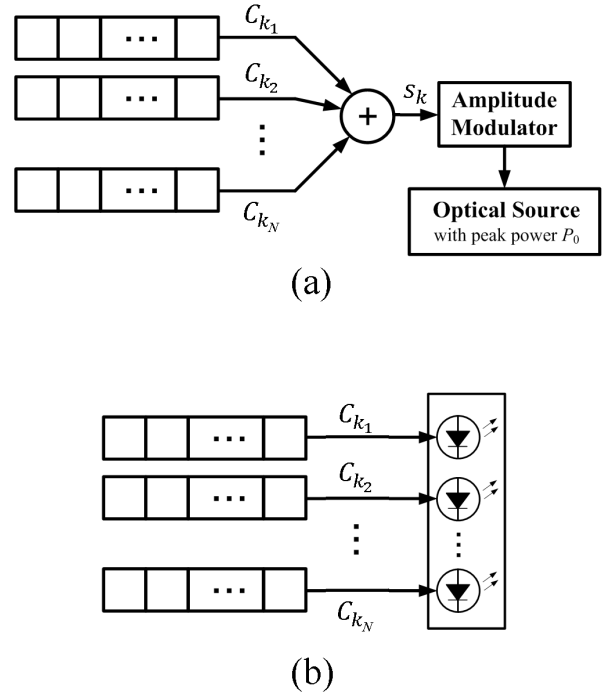 ... C_{k_1}
... C_{k_2}
+ s_k Amplitude
Modulator
⋮
... C_{k_N}
Optical Source
with peak power P_0
(a)
... C_{k_1}
... C_{k_2}
⋮ ⋮
... C_{k_N}
(b)